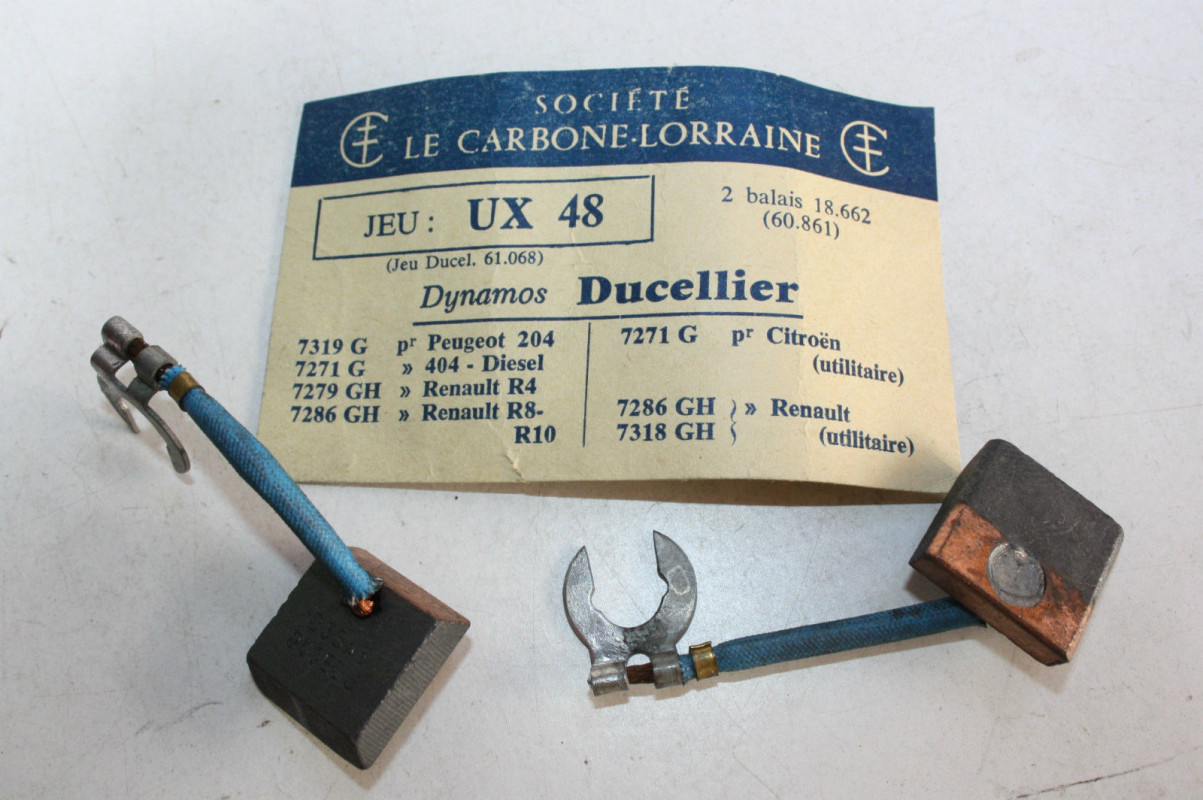 SOCIÉTÉ
LE CARBONE·LORRAINE
JEU : UX 48
2 balais 18.662
(60.861)
(Jeu Ducel. 61.068)
Dynamos Ducellier
7319 G pr Peugeot 204
7271 G » 404 - Diesel
7279 GH » Renault R4
7286 GH » Renault R8-
R10
7271 G pr Citroën
(utilitaire)
7286 GH } » Renault
7318 GH } (utilitaire)